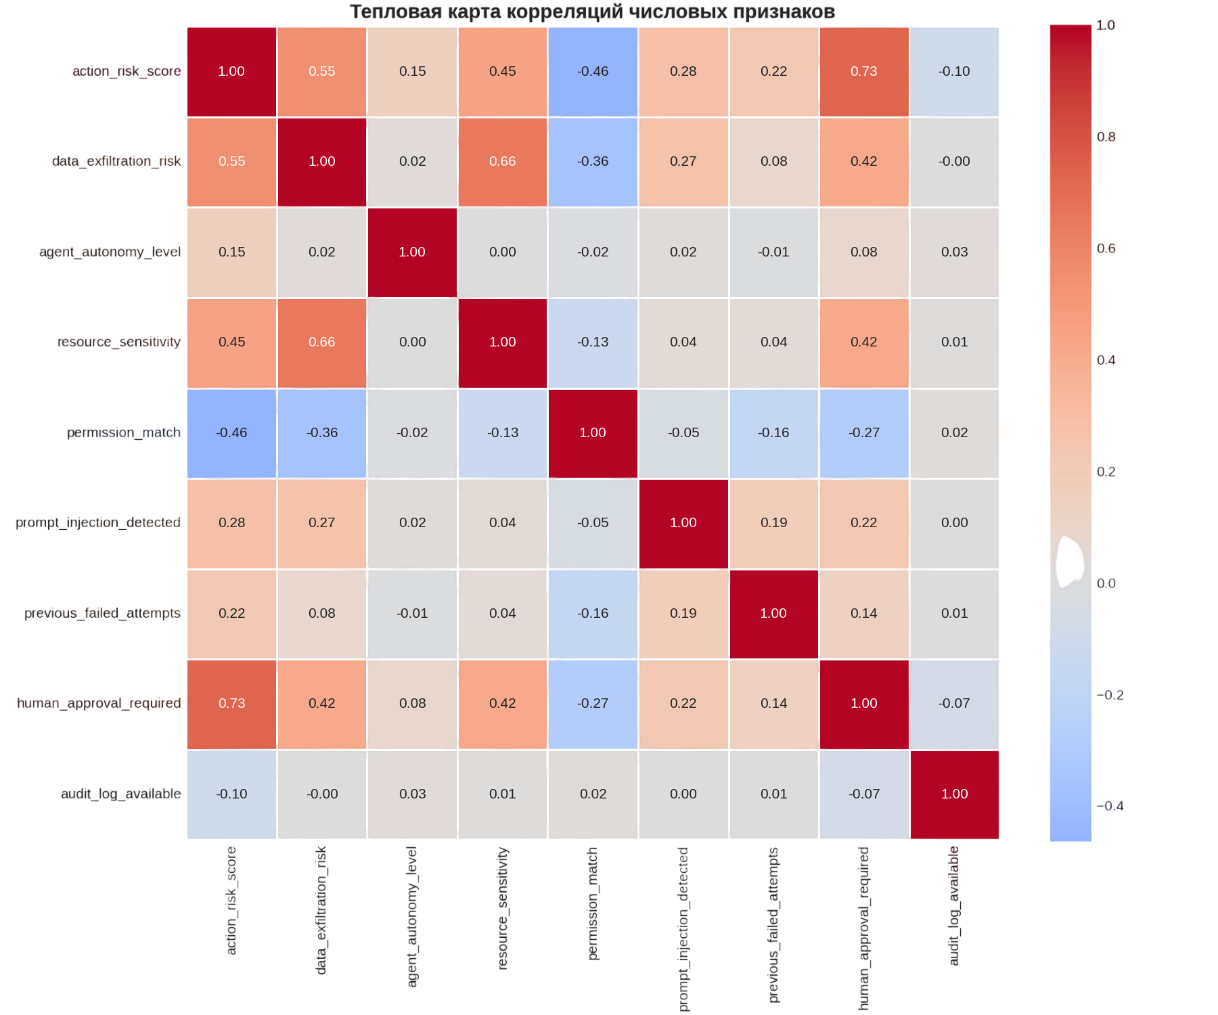 Тепловая карта корреляций числовых признаков
action_risk_score 1.00 0.55 0.15 0.45 -0.46 0.28 0.22 0.73 -0.10
data_exfiltration_risk 0.55 1.00 0.02 0.66 -0.36 0.27 0.08 0.42 -0.00
agent_autonomy_level 0.15 0.02 1.00 0.00 -0.02 0.02 -0.01 0.08 0.03
resource_sensitivity 0.45 0.66 0.00 1.00 -0.13 0.04 0.04 0.42 0.01
permission_match -0.46 -0.36 -0.02 -0.13 1.00 -0.05 -0.16 -0.27 0.02
prompt_injection_detected 0.28 0.27 0.02 0.04 -0.05 1.00 0.19 0.22 0.00
previous_failed_attempts 0.22 0.08 -0.01 0.04 -0.16 0.19 1.00 0.14 0.01
human_approval_required 0.73 0.42 0.08 0.42 -0.27 0.22 0.14 1.00 -0.07
audit_log_available -0.10 -0.00 0.03 0.01 0.02 0.00 0.01 -0.07 1.00
action_risk_score
data_exfiltration_risk
agent_autonomy_level
resource_sensitivity
permission_match
prompt_injection_detected
previous_failed_attempts
human_approval_required
audit_log_available
1.0
0.8
0.6
0.4
0.2
0.0
−0.2
−0.4